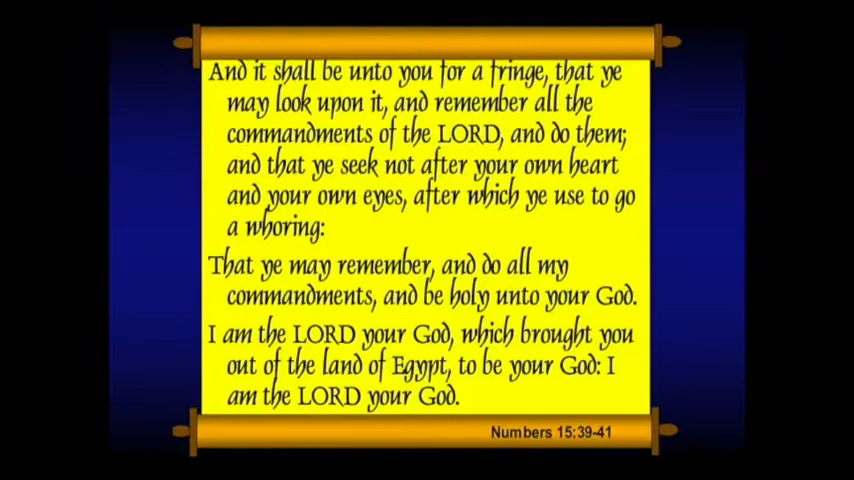 And it shall be unto you for a fringe, that ye
may look upon it, and remember all the
commandments of the LORD, and do them;
and that ye seek not after your own heart
and your own eyes, after which ye use to go
a whoring:
That ye may remember, and do all my
commandments, and be holy unto your God.
I am the LORD your God, which brought you
out of the land of Egypt, to be your God: I
am the LORD your God.
Numbers 15:39-41